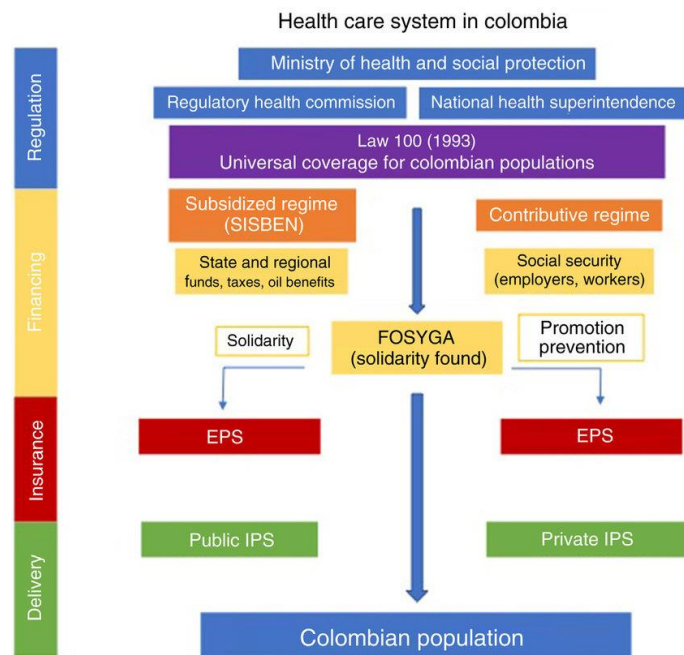 Health care system in colombia
Regulation
Ministry of health and social protection
Regulatory health commission
National health superintendence
Law 100 (1993)
Universal coverage for colombian populations
Financing
Subsidized regime
(SISBEN)
Contributive regime
State and regional
funds, taxes, oil benefits
Social security
(employers, workers)
Solidarity
FOSYGA
(solidarity found)
Promotion
prevention
Insurance
EPS
EPS
Delivery
Public IPS
Private IPS
Colombian population